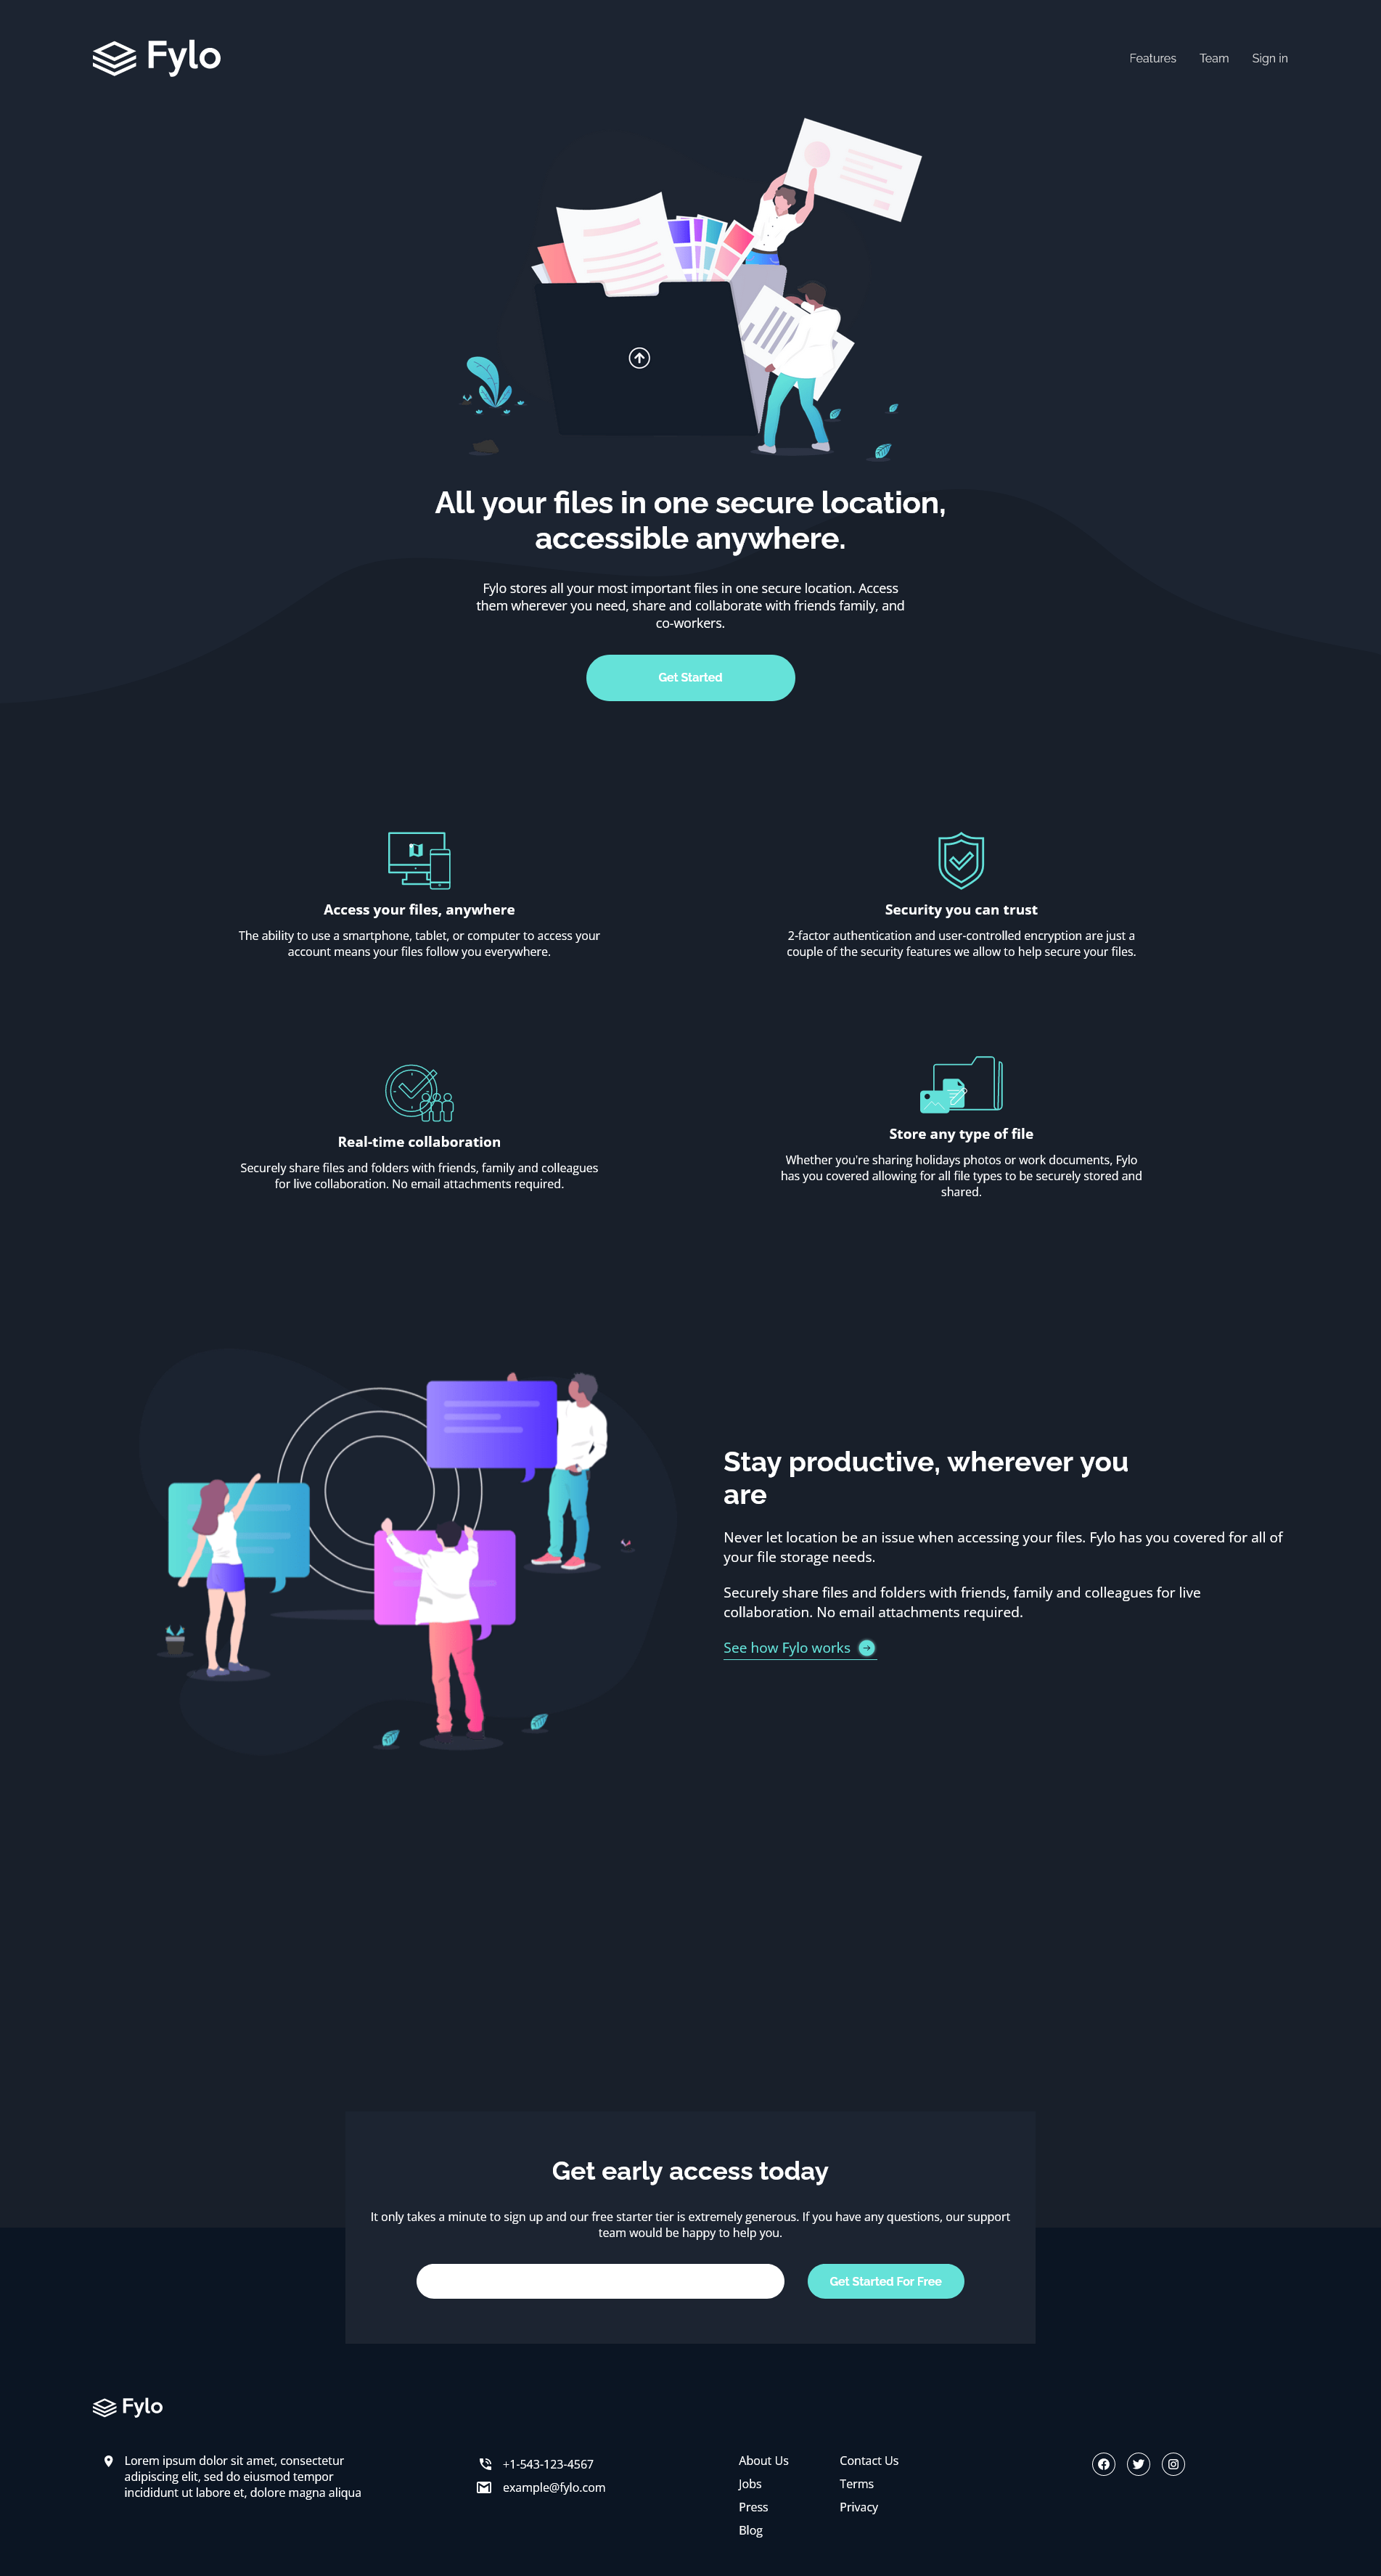 Fylo
Features
Team
Sign in
All your files in one secure location,
accessible anywhere.
Fylo stores all your most important files in one secure location. Access
them wherever you need, share and collaborate with friends family, and
co-workers.
Get Started
Access your files, anywhere
The ability to use a smartphone, tablet, or computer to access your
account means your files follow you everywhere.
Security you can trust
2-factor authentication and user-controlled encryption are just a
couple of the security features we allow to help secure your files.
Real-time collaboration
Securely share files and folders with friends, family and colleagues
for live collaboration. No email attachments required.
Store any type of file
Whether you're sharing holidays photos or work documents, Fylo
has you covered allowing for all file types to be securely stored and
shared.
Stay productive, wherever you
are
Never let location be an issue when accessing your files. Fylo has you covered for all of
your file storage needs.
Securely share files and folders with friends, family and colleagues for live
collaboration. No email attachments required.
See how Fylo works
Get early access today
It only takes a minute to sign up and our free starter tier is extremely generous. If you have any questions, our support
team would be happy to help you.
Get Started For Free
Fylo
Lorem ipsum dolor sit amet, consectetur
adipiscing elit, sed do eiusmod tempor
incididunt ut labore et, dolore magna aliqua
+1-543-123-4567
example@fylo.com
About Us
Jobs
Press
Blog
Contact Us
Terms
Privacy